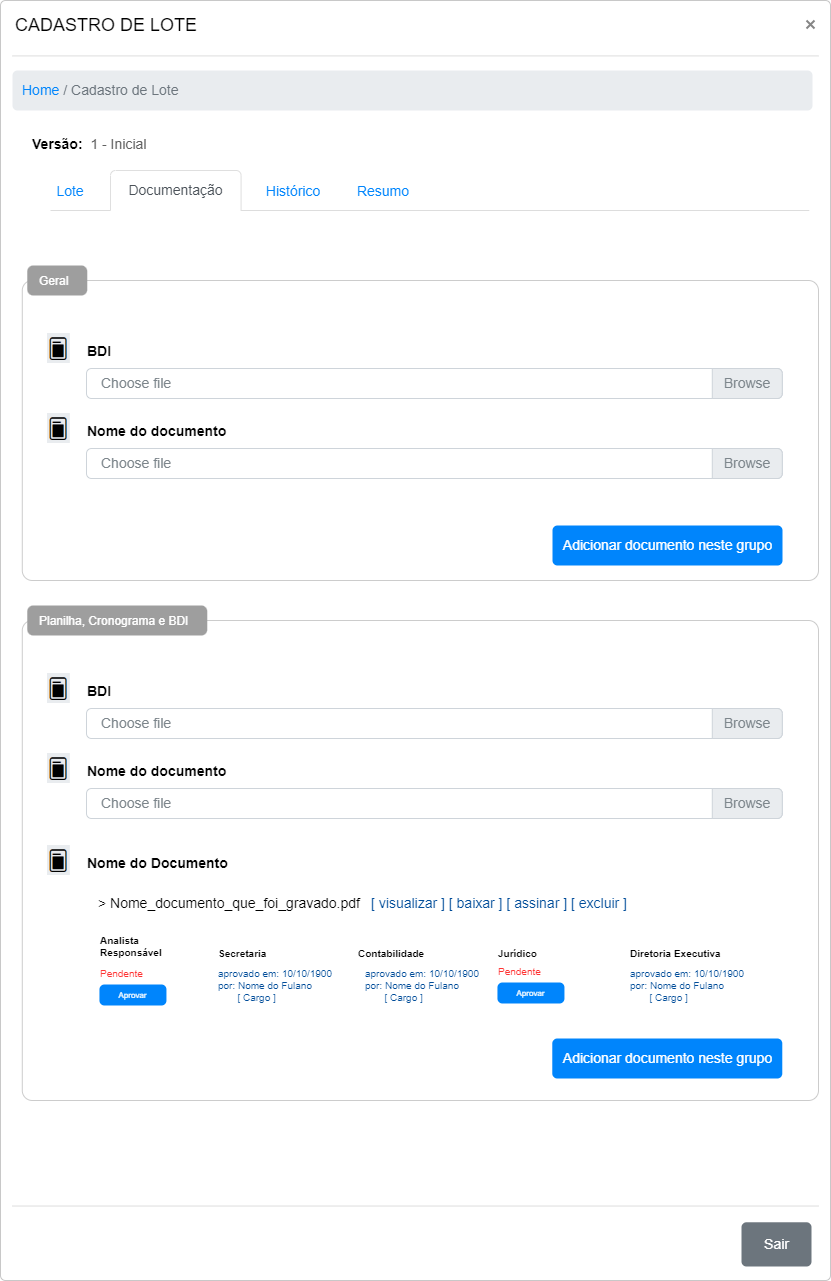 CADASTRO DE LOTE ×
Home / Cadastro de Lote
Versão: 1 - Inicial
Lote Documentação Histórico Resumo
Geral
BDI
Choose file Browse
Nome do documento
Choose file Browse
Adicionar documento neste grupo
Planilha, Cronograma e BDI
BDI
Choose file Browse
Nome do documento
Choose file Browse
Nome do Documento
> Nome_documento_que_foi_gravado.pdf [ visualizar ] [ baixar ] [ assinar ] [ excluir ]
Analista
Responsável
Pendente
Aprovar
Secretaria
aprovado em: 10/10/1900
por: Nome do Fulano
[ Cargo ]
Contabilidade
aprovado em: 10/10/1900
por: Nome do Fulano
[ Cargo ]
Jurídico
Pendente
Aprovar
Diretoria Executiva
aprovado em: 10/10/1900
por: Nome do Fulano
[ Cargo ]
Adicionar documento neste grupo
Sair